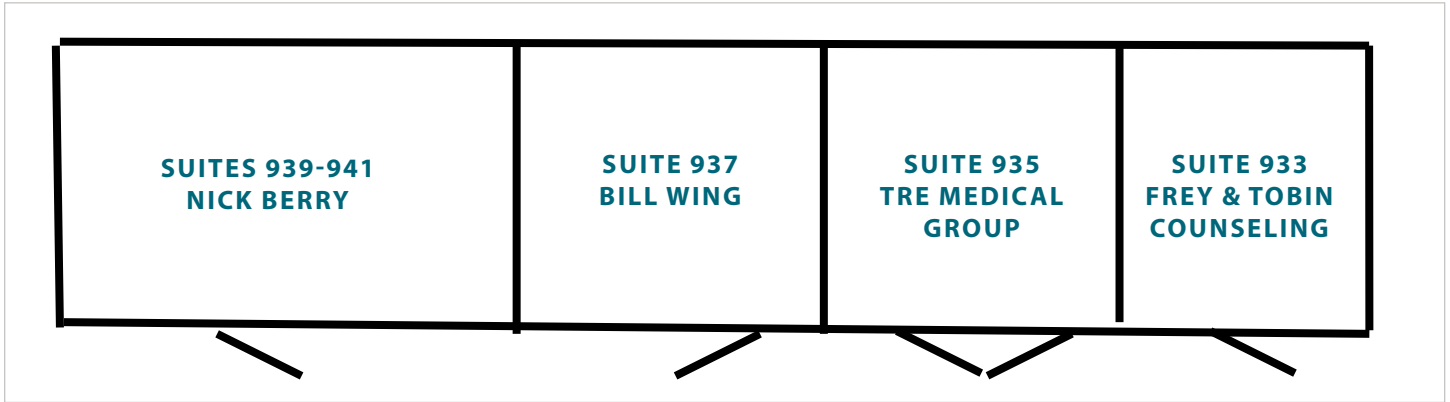 SUITES 939-941
NICK BERRY
SUITE 937
BILL WING
SUITE 935
TRE MEDICAL
GROUP
SUITE 933
FREY & TOBIN
COUNSELING